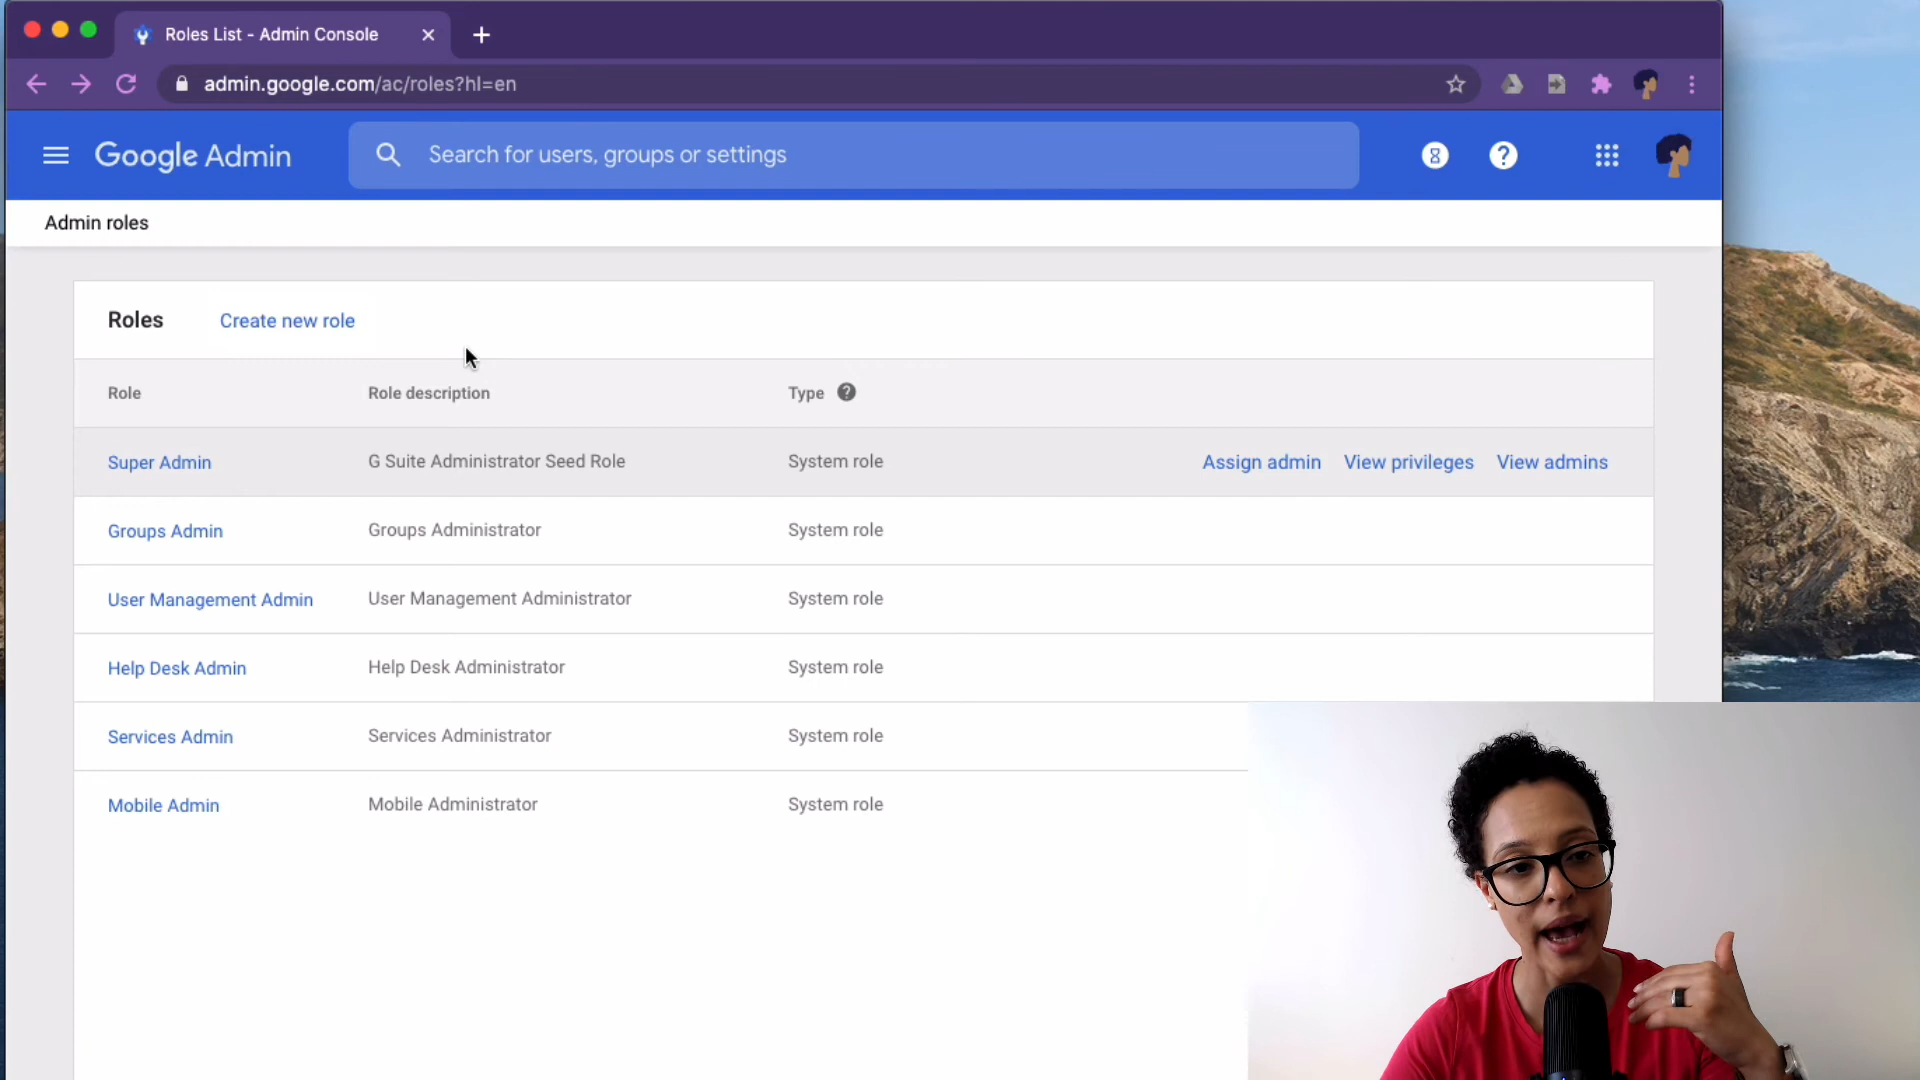 Roles List - Admin Console
admin.google.com/ac/roles?hl=en
Google Admin
Search for users, groups or settings
Admin roles
Roles
Create new role
Role Role description Type ?
Super Admin G Suite Administrator Seed Role System role Assign admin View privileges View admins
Groups Admin Groups Administrator System role
User Management Admin User Management Administrator System role
Help Desk Admin Help Desk Administrator System role
Services Admin Services Administrator System role
Mobile Admin Mobile Administrator System role